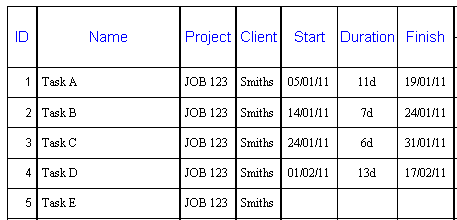 ID Name Project Client Start Duration Finish
1 Task A JOB 123 Smiths 05/01/11 11d 19/01/11
2 Task B JOB 123 Smiths 14/01/11 7d 24/01/11
3 Task C JOB 123 Smiths 24/01/11 6d 31/01/11
4 Task D JOB 123 Smiths 01/02/11 13d 17/02/11
5 Task E JOB 123 Smiths